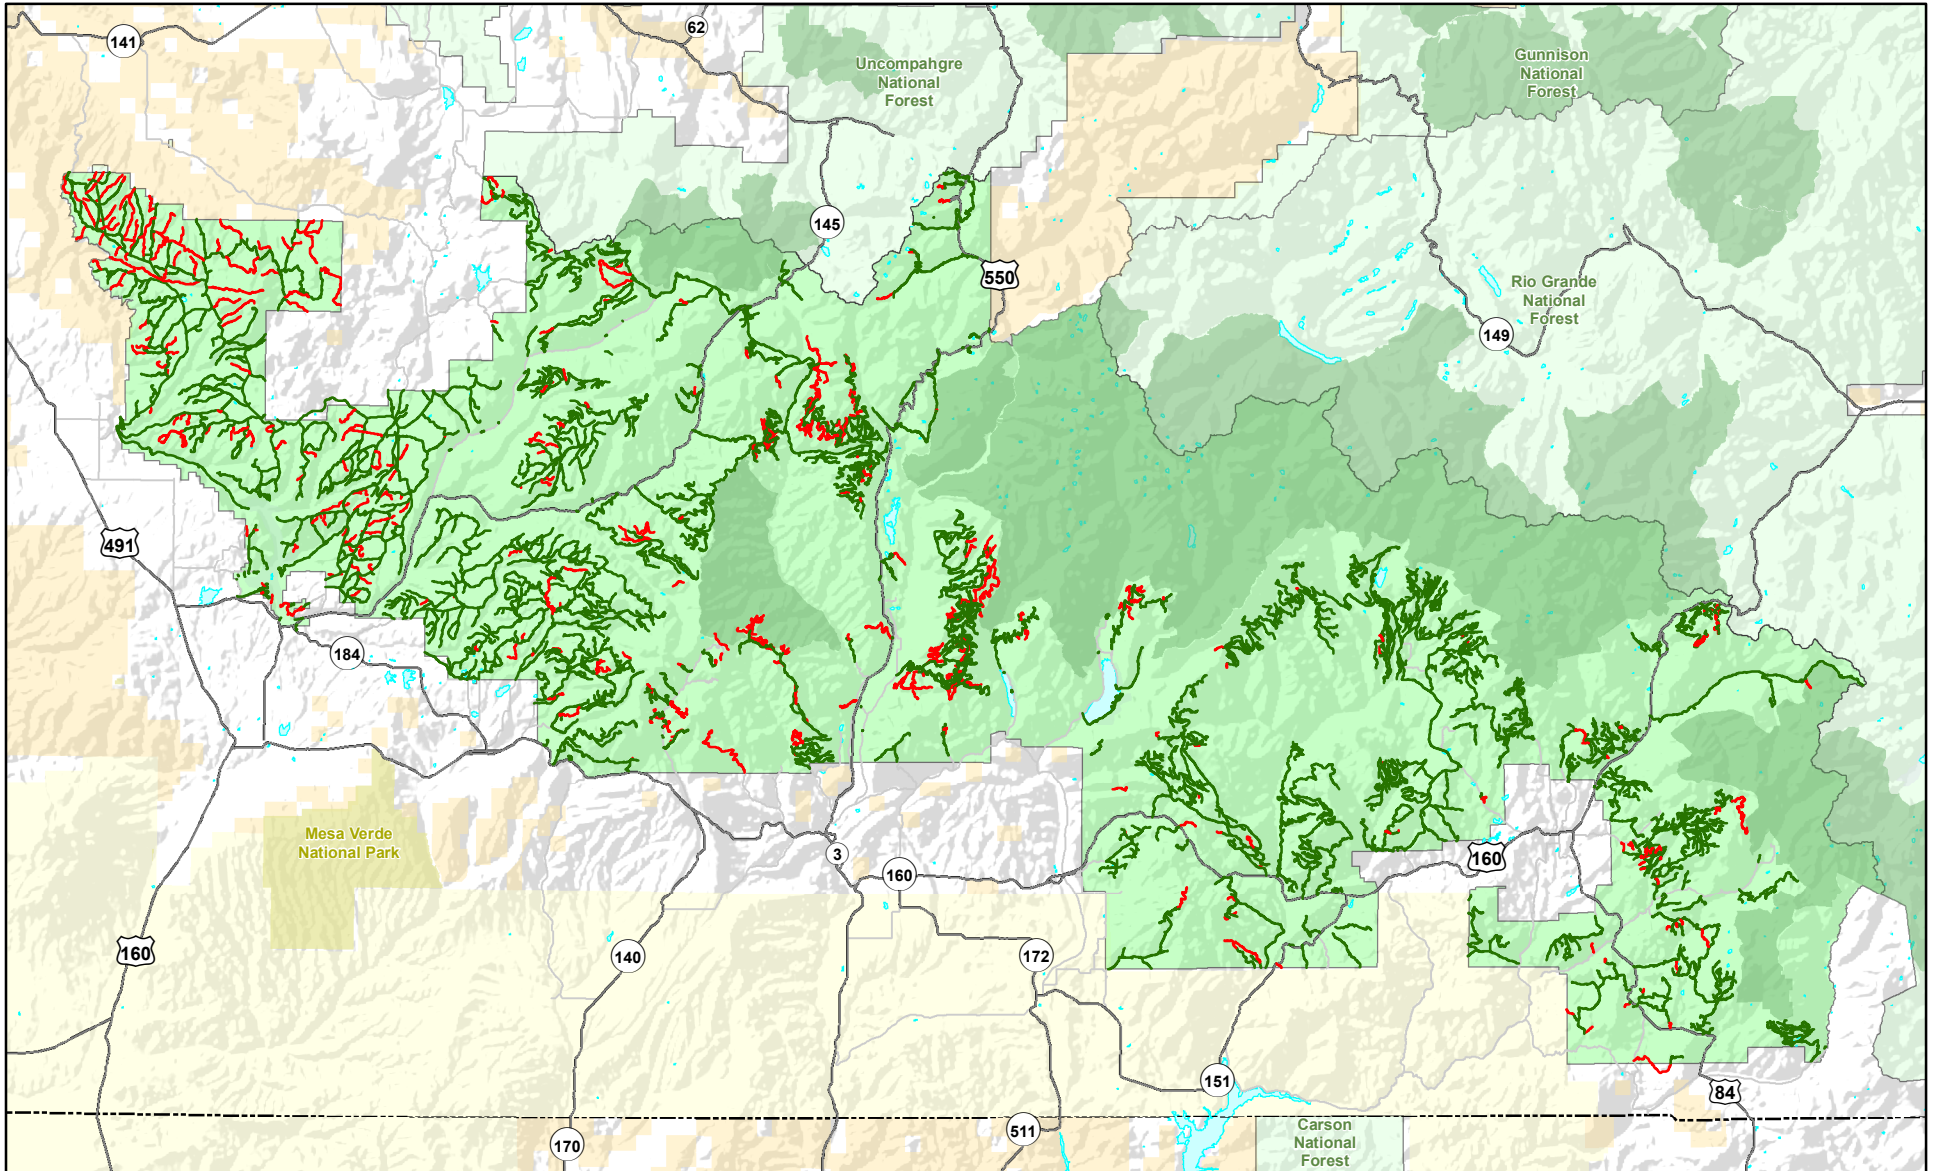 62
141
Uncompahgre
National
Forest
Gunnison
National
Forest
145
550
Rio Grande
National
Forest
149
491
184
Mesa Verde
National Park
3
160
160
160
140
172
151
84
511
170
Carson
National
Forest